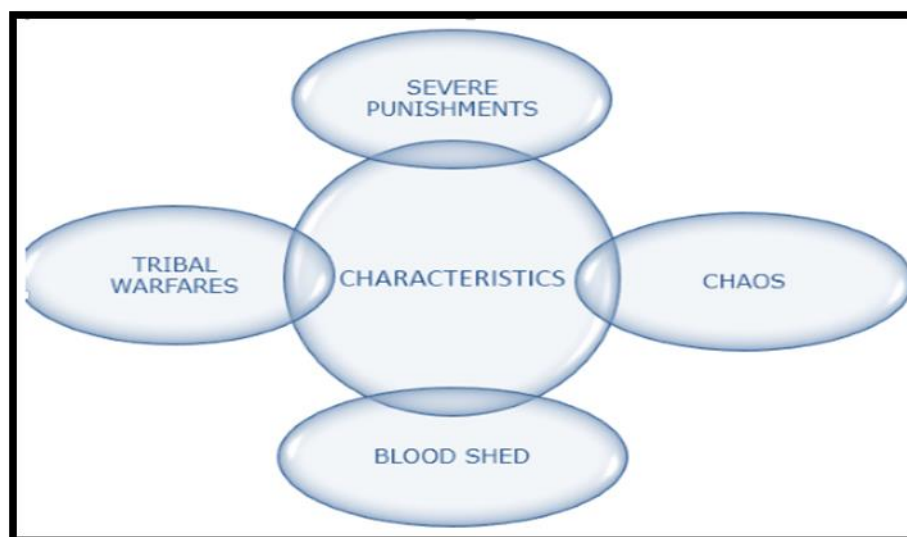 SEVERE
PUNISHMENTS
TRIBAL
WARFARES
CHARACTERISTICS
CHAOS
BLOOD SHED